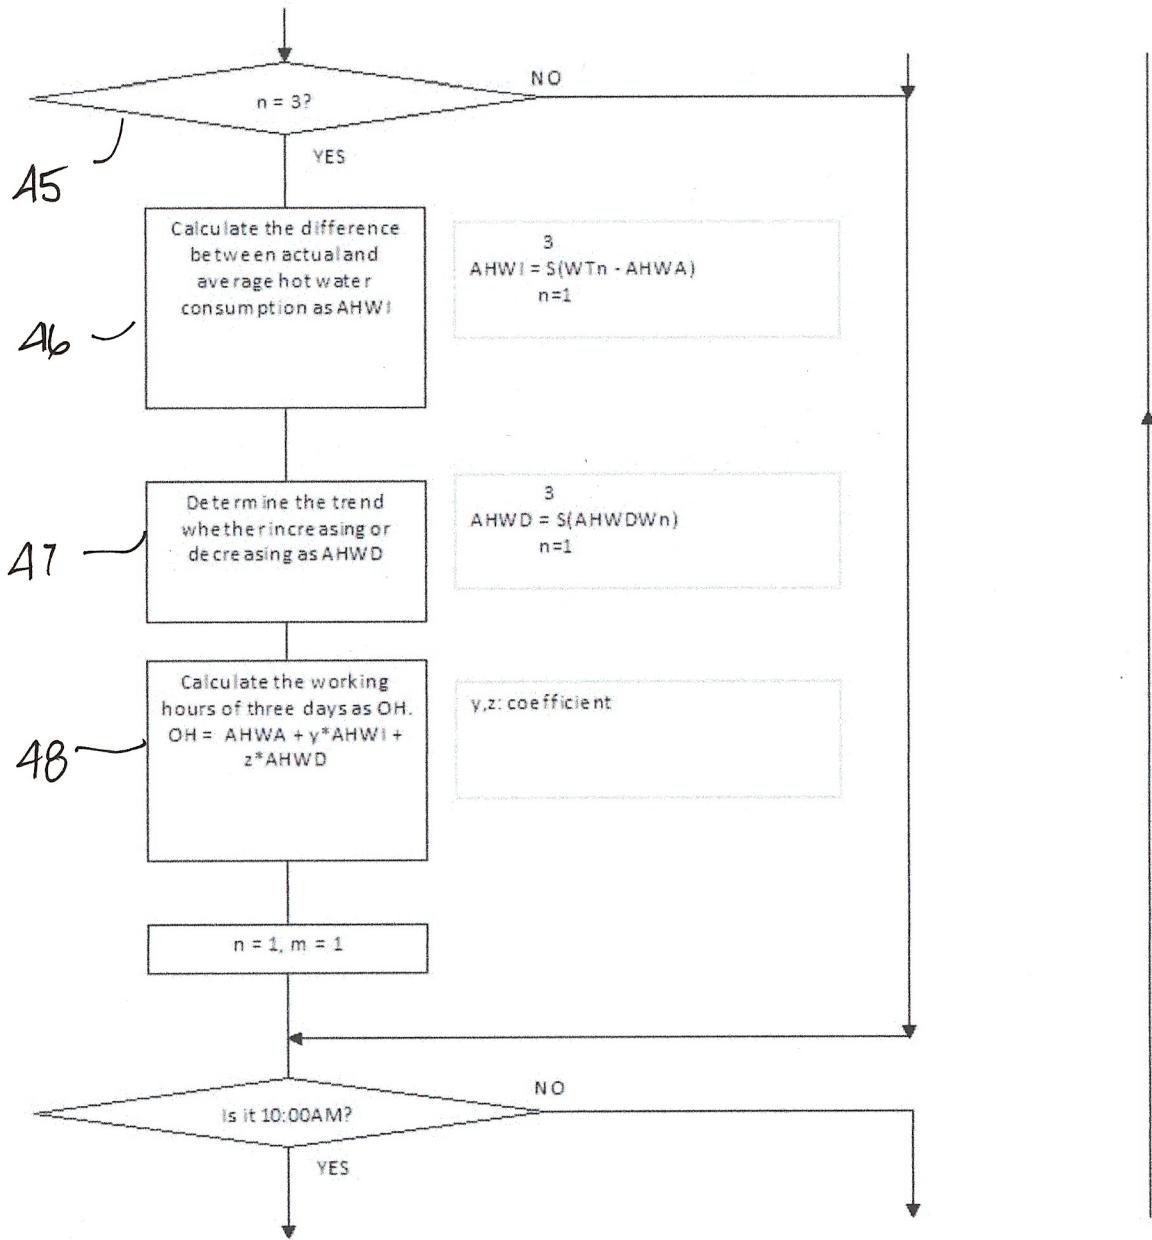 NO
n = 3?
45
YES
Calculate the difference
between actual and
average hot water
consumption as AHWI
46
3
AHWI = S(WTn - AHWA)
n=1
Determine the trend
whether increasing or
decreasing as AHWD
47
3
AHWD = S(AHWDWn)
n=1
Calculate the working
hours of three days as OH.
OH = AHWA + y*AHWI +
z*AHWD
48
y,z: coefficient
n = 1, m = 1
NO
Is it 10:00AM?
YES